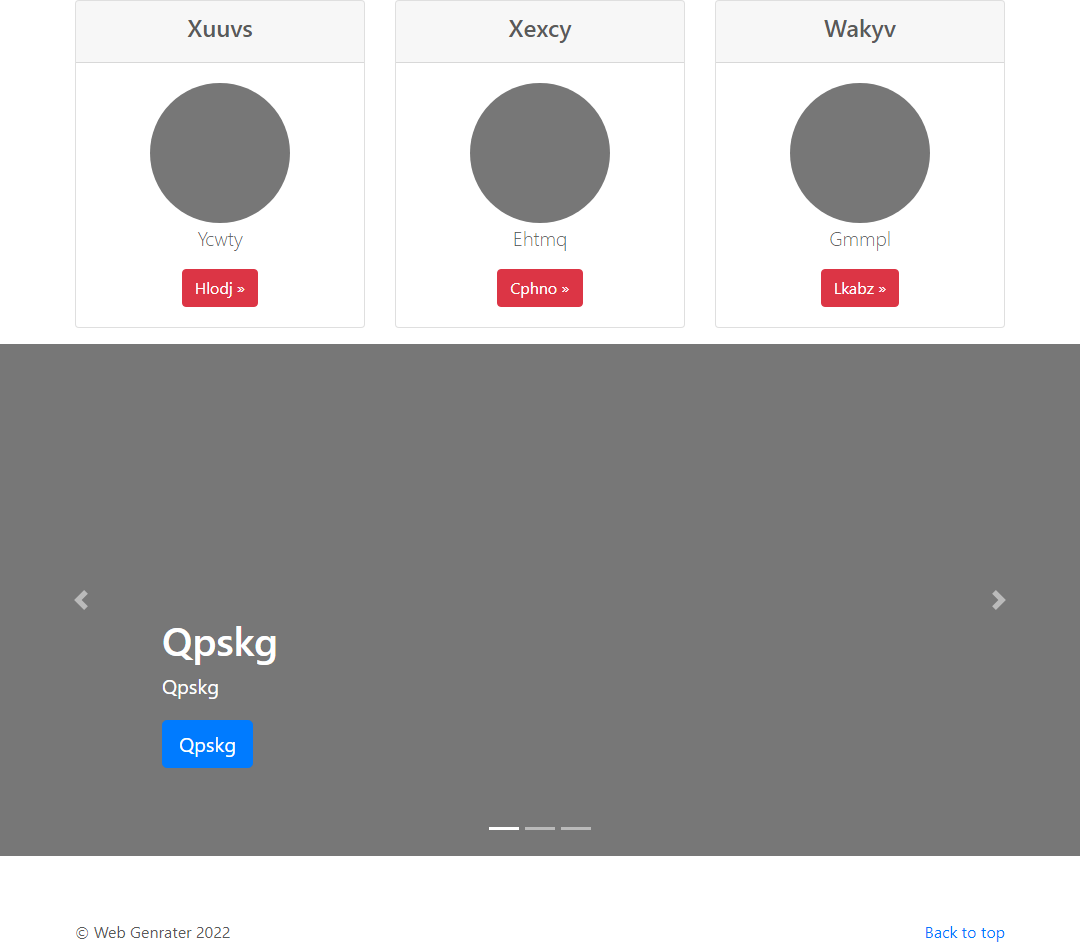 Xuuvs
Xexcy
Wakyv
Ycwty
Ehtmq
Gmmpl
Hlodj »
Cphno »
Lkabz »
Qpskg
Qpskg
Qpskg
© Web Genrater 2022
Back to top